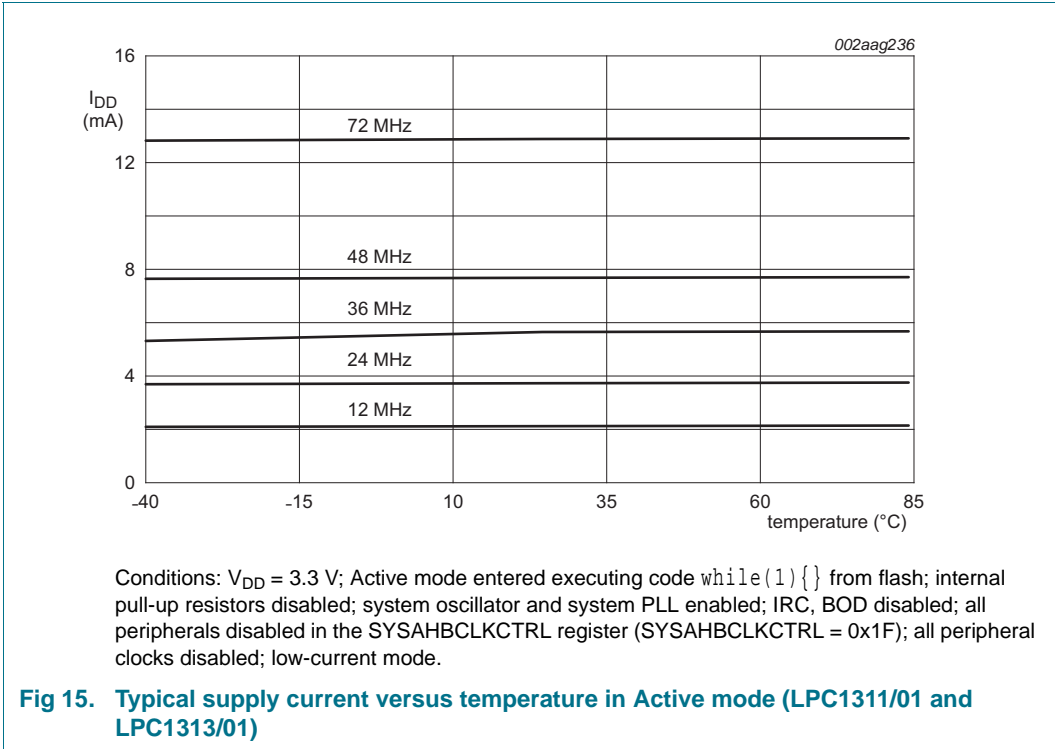 002aag236
16
I_DD
(mA)
72 MHz
12
48 MHz
8
36 MHz
24 MHz
4
12 MHz
0
-40 -15 10 35 60 85
temperature (°C)
Conditions: V_DD = 3.3 V; Active mode entered executing code while(1){} from flash; internal
pull-up resistors disabled; system oscillator and system PLL enabled; IRC, BOD disabled; all
peripherals disabled in the SYSAHBCLKCTRL register (SYSAHBCLKCTRL = 0x1F); all peripheral
clocks disabled; low-current mode.
Fig 15. Typical supply current versus temperature in Active mode (LPC1311/01 and
LPC1313/01)